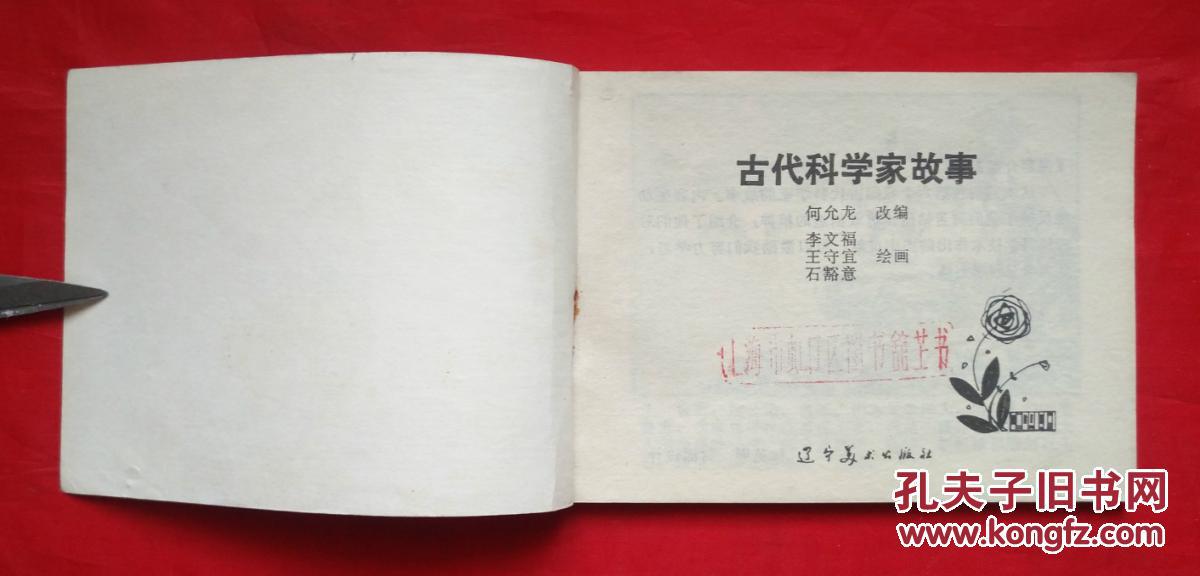 古代科学家故事
何允龙 改编
李文福
王守宜 绘画
石豁意
上海市虹口区图书馆芷书
辽宁美术出版社
孔夫子旧书网
www.kongfz.com